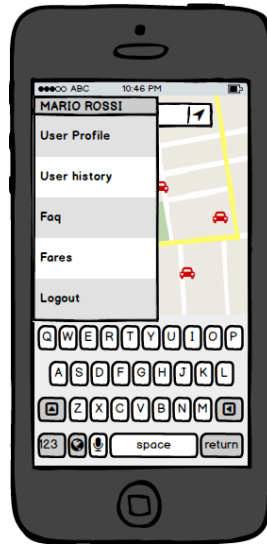 ABC 10:46 PM
MARIO ROSSI
User Profile
User history
Faq
Fares
Logout
Q W E R T Y U I O P
A S D F G H J K L
Z X C V B N M
123 space return